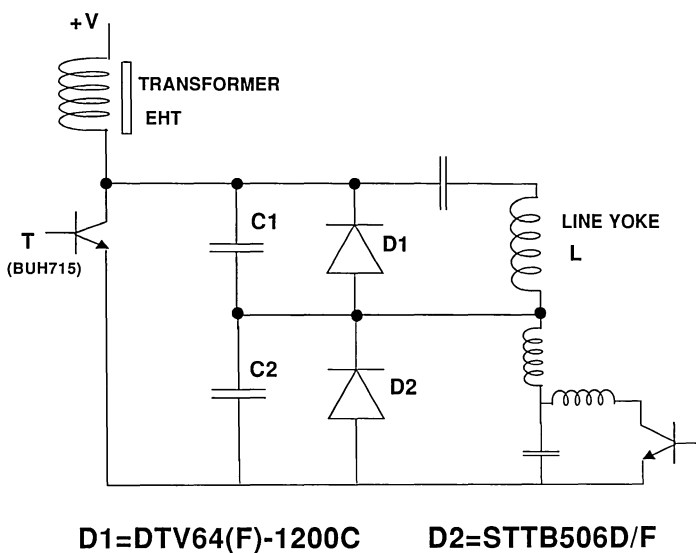 +V
TRANSFORMER
EHT
T
(BUH715)
C1
D1
LINE YOKE
L
C2
D2
D1=DTV64(F)-1200C D2=STTB506D/F